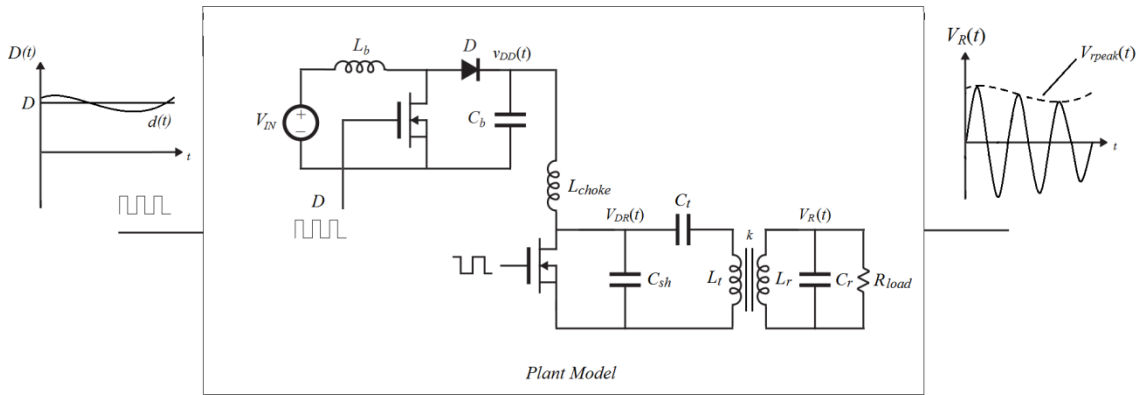 D(t)
D
d(t)
t
L_b
D
v_DD(t)
V_IN
+
−
C_b
D
L_choke
V_DR(t)
C_t
V_R(t)
k
C_sh
L_t
L_r
C_r
R_load
Plant Model
V_R(t)
V_rpeak(t)
t